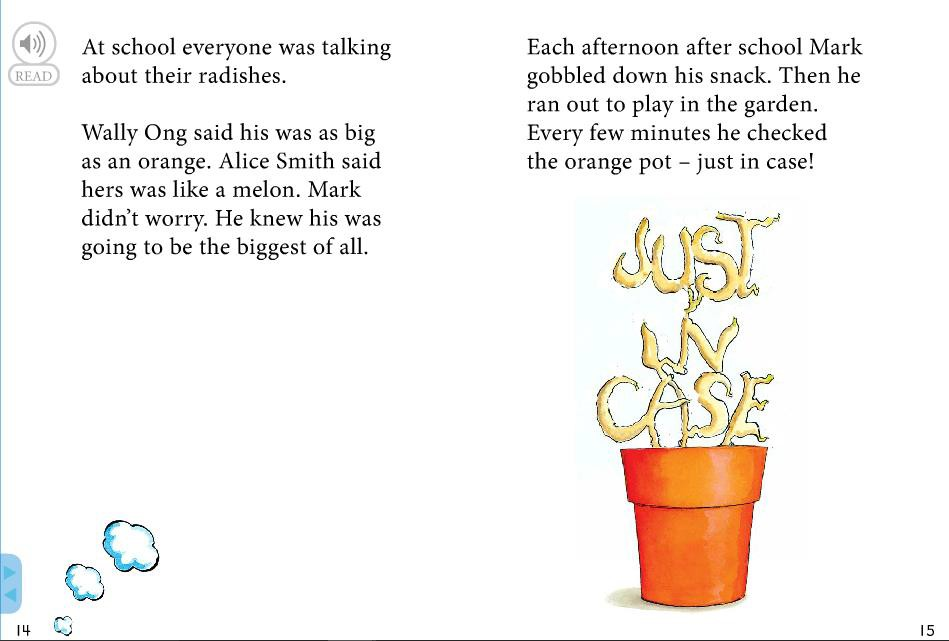 READ
At school everyone was talking
about their radishes.
Wally Ong said his was as big
as an orange. Alice Smith said
hers was like a melon. Mark
didn’t worry. He knew his was
going to be the biggest of all.
14
Each afternoon after school Mark
gobbled down his snack. Then he
ran out to play in the garden.
Every few minutes he checked
the orange pot – just in case!
JUST
IN
CASE
15